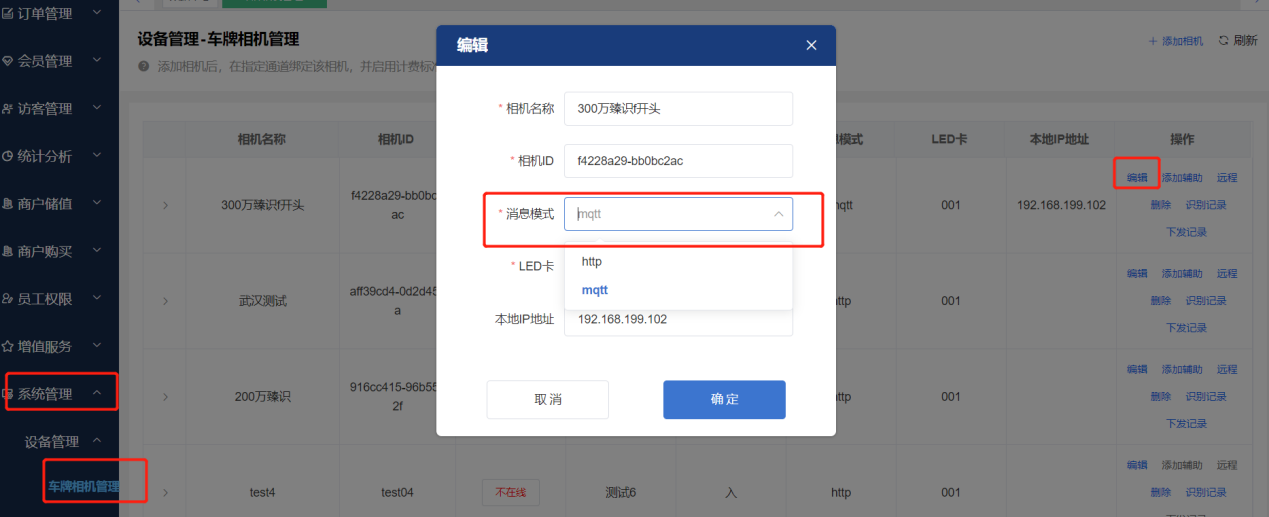 订单管理
会员管理
访客管理
统计分析
商户储值
商户购买
员工权限
增值服务
系统管理
设备管理
车牌相机管理
设备管理-车牌相机管理
添加相机后，在指定通道绑定该相机，并启用计费标
+ 添加相机 刷新
相机名称 相机ID 模式 LED卡 本地IP地址 操作
300万臻识f开头 f4228a29-bb0bc
ac
mqtt 001 192.168.199.102
编辑 添加辅助 远程
删除 识别记录
下发记录
武汉测试 aff39cd4-0d2d45
a
http 001
编辑 添加辅助 远程
删除 识别记录
下发记录
200万臻识 916cc415-96b55
2f
http 001
编辑 添加辅助 远程
删除 识别记录
下发记录
test4 test04 不在线 测试6 入 http 001
编辑 添加辅助 远程
删除 识别记录
编辑
* 相机名称 300万臻识f开头
* 相机ID f4228a29-bb0bc2ac
* 消息模式 mqtt
http
mqtt
* LED卡
本地IP地址 192.168.199.102
取消 确定